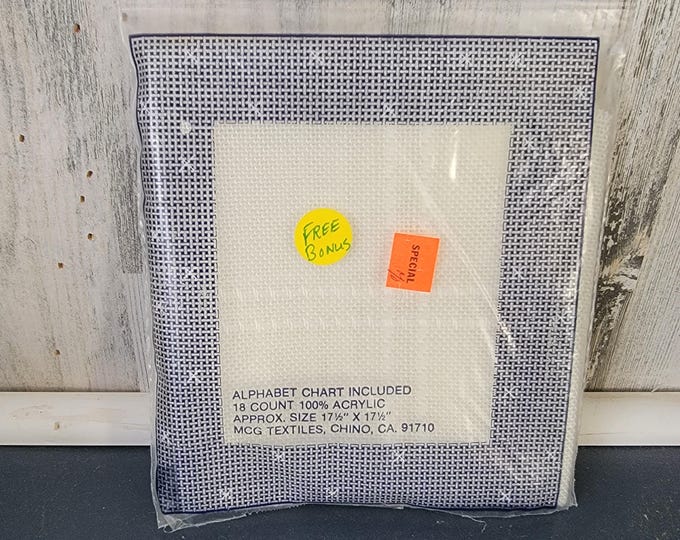 FREE
BONUS
SPECIAL
ALPHABET CHART INCLUDED
18 COUNT 100% ACRYLIC
APPROX. SIZE 17½" X 17½"
MCG TEXTILES, CHINO, CA. 91710